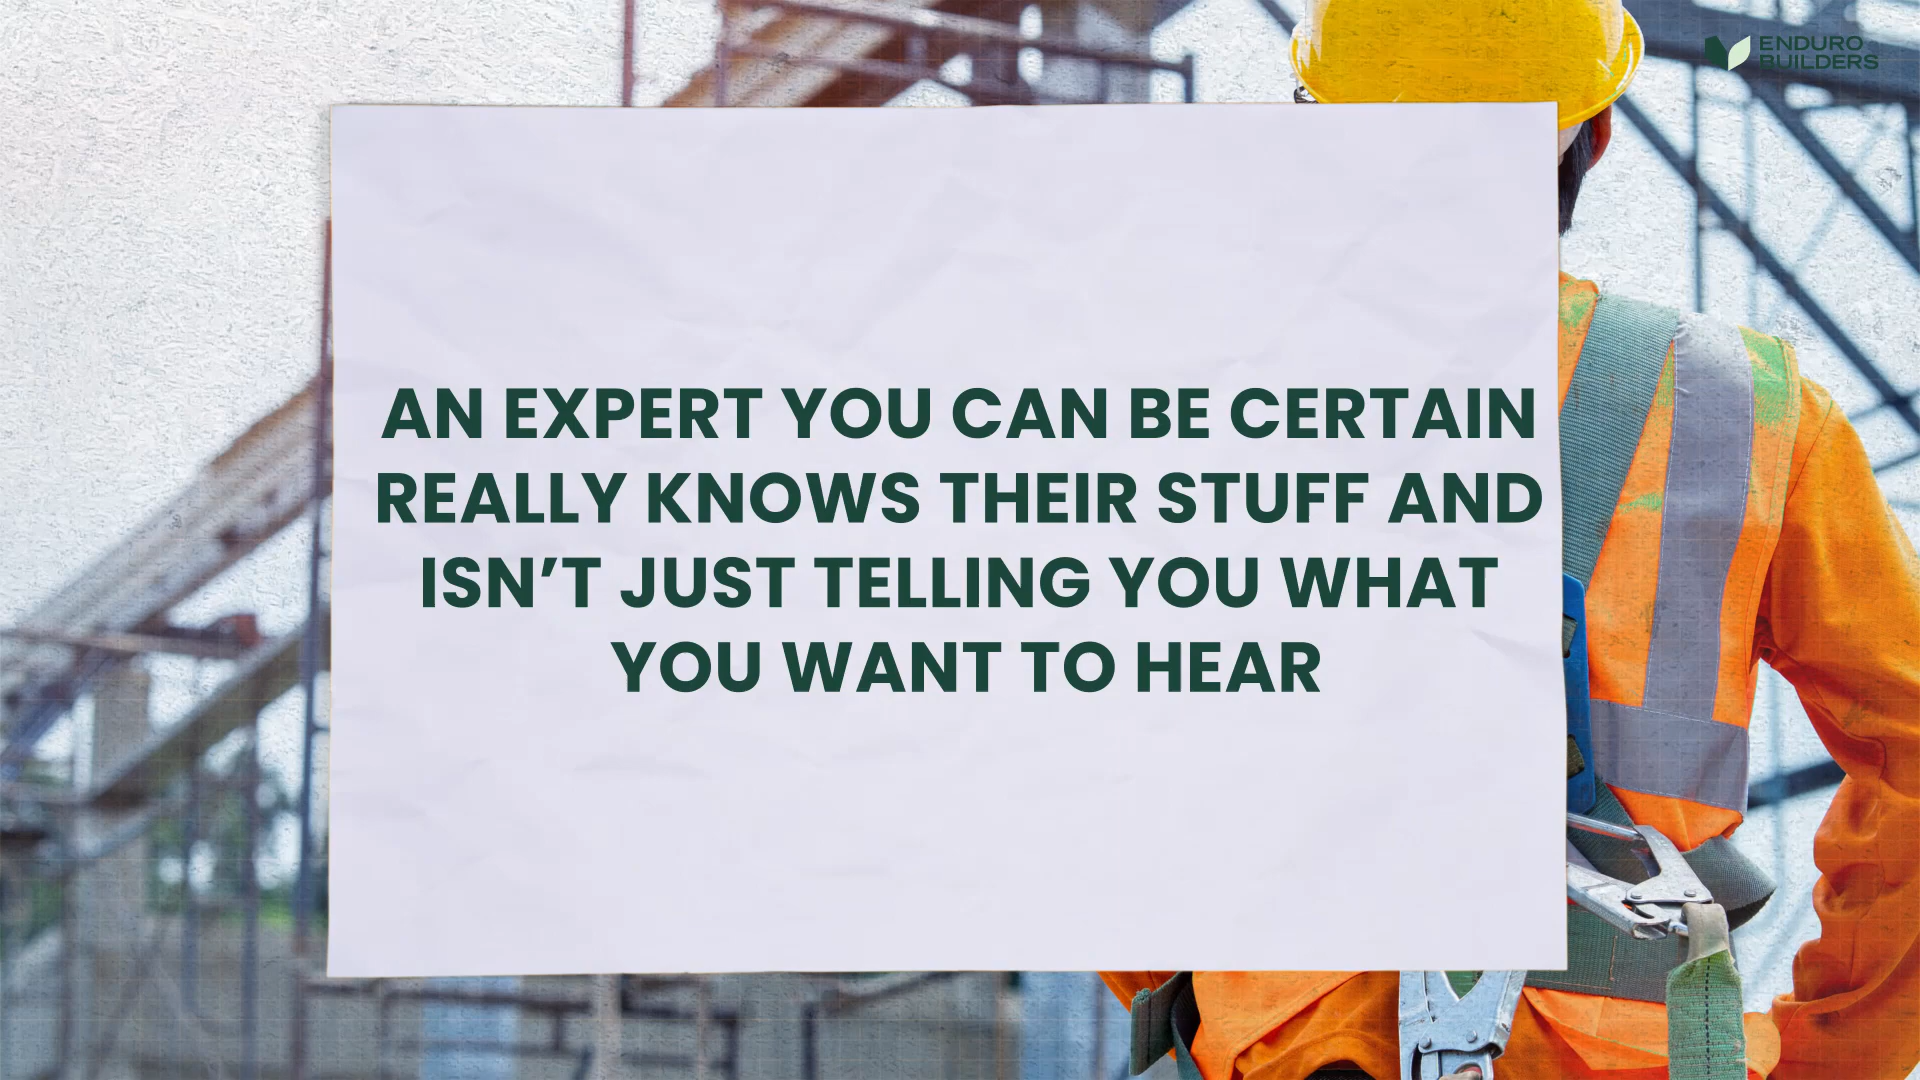 ENDURO
BUILDERS
AN EXPERT YOU CAN BE CERTAIN
REALLY KNOWS THEIR STUFF AND
ISN’T JUST TELLING YOU WHAT
YOU WANT TO HEAR